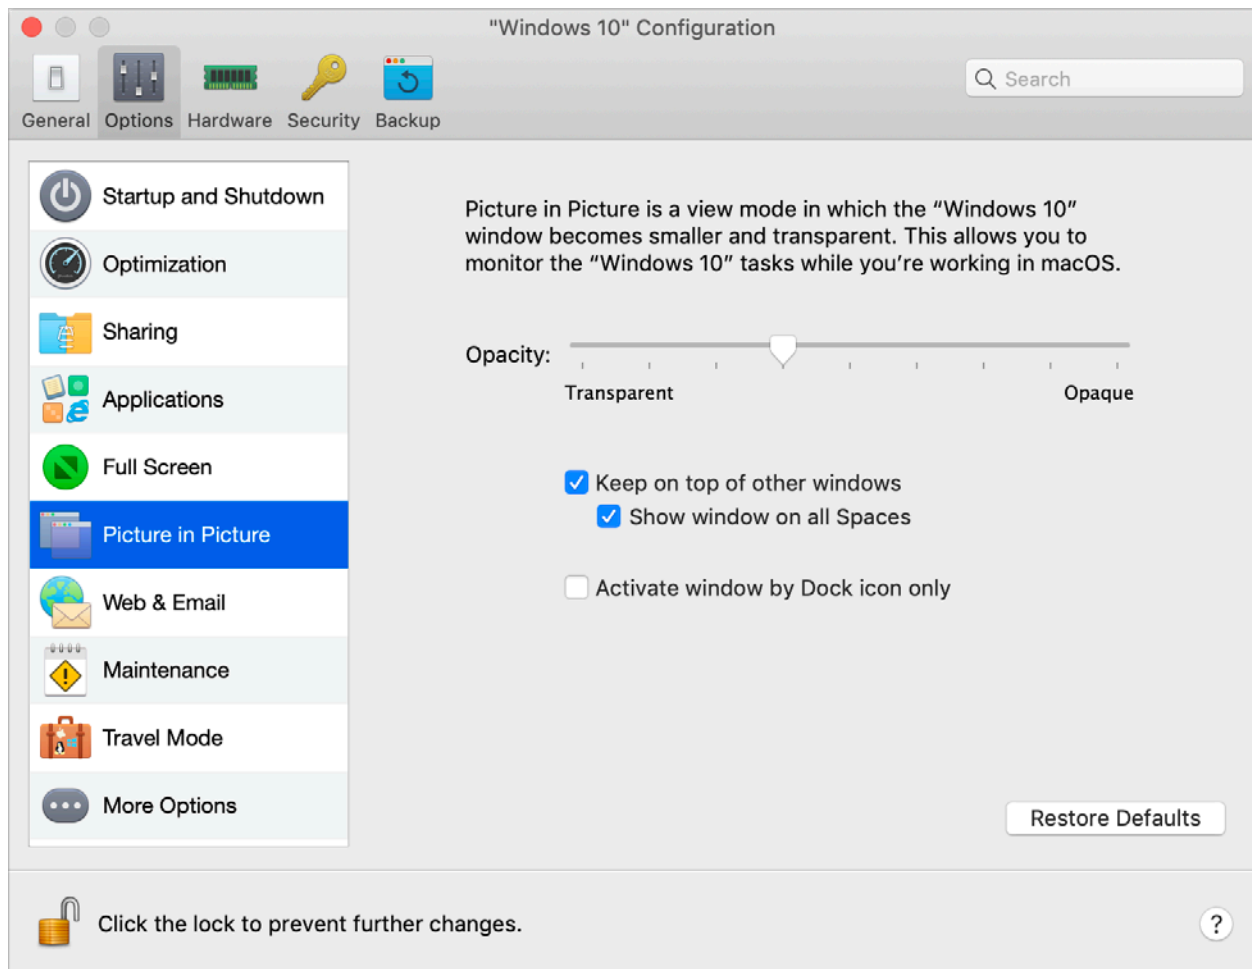 "Windows 10" Configuration
General Options Hardware Security Backup
Search
Startup and Shutdown
Optimization
Sharing
Applications
Full Screen
Picture in Picture
Web & Email
Maintenance
Travel Mode
More Options
Picture in Picture is a view mode in which the “Windows 10”
window becomes smaller and transparent. This allows you to
monitor the “Windows 10” tasks while you’re working in macOS.
Opacity:
Transparent Opaque
Keep on top of other windows
Show window on all Spaces
Activate window by Dock icon only
Restore Defaults
Click the lock to prevent further changes.
?